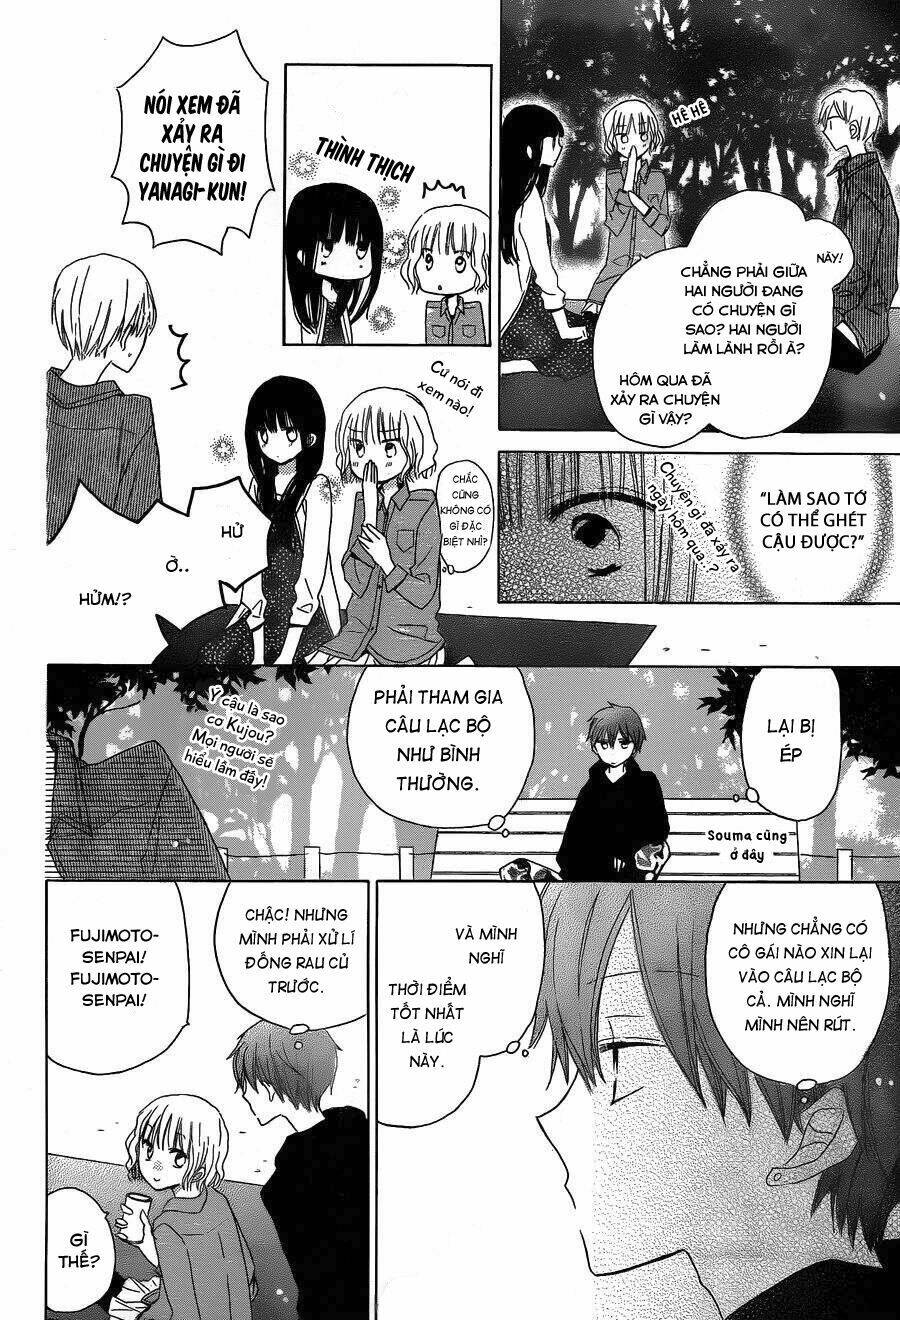 HÊ HÊ
NÀY!
CHẲNG PHẢI GIỮA
HAI NGƯỜI ĐANG
CÓ CHUYỆN GÌ
SAO? HAI NGƯỜI
LÀM LÀNH RỒI À?
HÔM QUA ĐÃ
XẢY RA CHUYỆN
GÌ VẬY?
THÌNH THỊCH
NÓI XEM ĐÃ
XẢY RA
CHUYỆN GÌ ĐI
YANAGI-KUN!
"LÀM SAO TỚ
CÓ THỂ GHÉT
CẬU ĐƯỢC?"
Chuyện gì đã xảy ra
ngày hôm qua..?
Cứ nói đi
xem nào!
CHẮC
CŨNG
KHÔNG CÓ
GÌ ĐẶC
BIỆT NHỈ?
HỬ
Ờ..
HỬM!?
LẠI BỊ
ÉP
Souma cũng
ở đây
PHẢI THAM GIA
CÂU LẠC BỘ
NHƯ BÌNH
THƯỜNG.
Ý cậu là sao
cơ Kujou?
Mọi người sẽ
hiểu lầm đấy!
NHƯNG CHẲNG CÓ
CÔ GÁI NÀO XIN LẠI
VÀO CÂU LẠC BỘ
CẢ. MÌNH NGHĨ
MÌNH NÊN RÚT.
VÀ MÌNH
NGHĨ
THỜI ĐIỂM
TỐT NHẤT
LÀ LÚC
NÀY.
CHẬC! NHƯNG
MÌNH PHẢI XỬ LÍ
ĐỐNG RAU CỦ
TRƯỚC.
FUJIMOTO-
SENPAI!
FUJIMOTO-
SENPAI!
GÌ
THẾ?